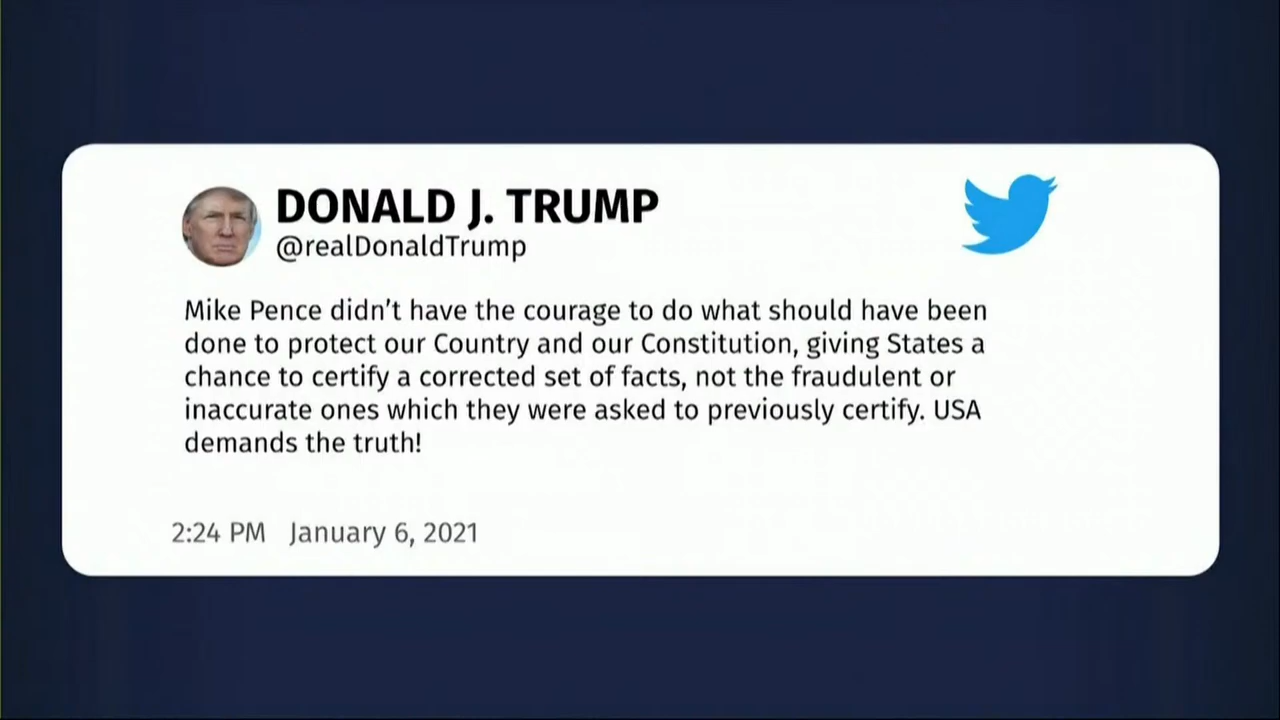 DONALD J. TRUMP
@realDonaldTrump
Mike Pence didn’t have the courage to do what should have been
done to protect our Country and our Constitution, giving States a
chance to certify a corrected set of facts, not the fraudulent or
inaccurate ones which they were asked to previously certify. USA
demands the truth!
2:24 PM January 6, 2021